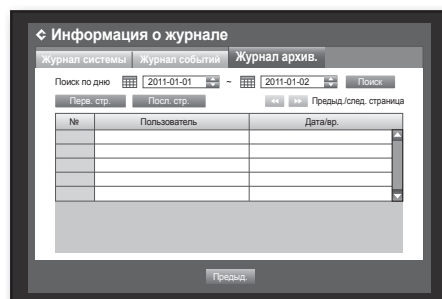 Информация о журнале
Журнал системы Журнал событий Журнал архив.
Поиск по дню 2011-01-01 ~ 2011-01-02 Поиск
Перв. стр. Посл. стр. Предыд./след. страница
№ Пользователь Дата/вр.
Предыд.